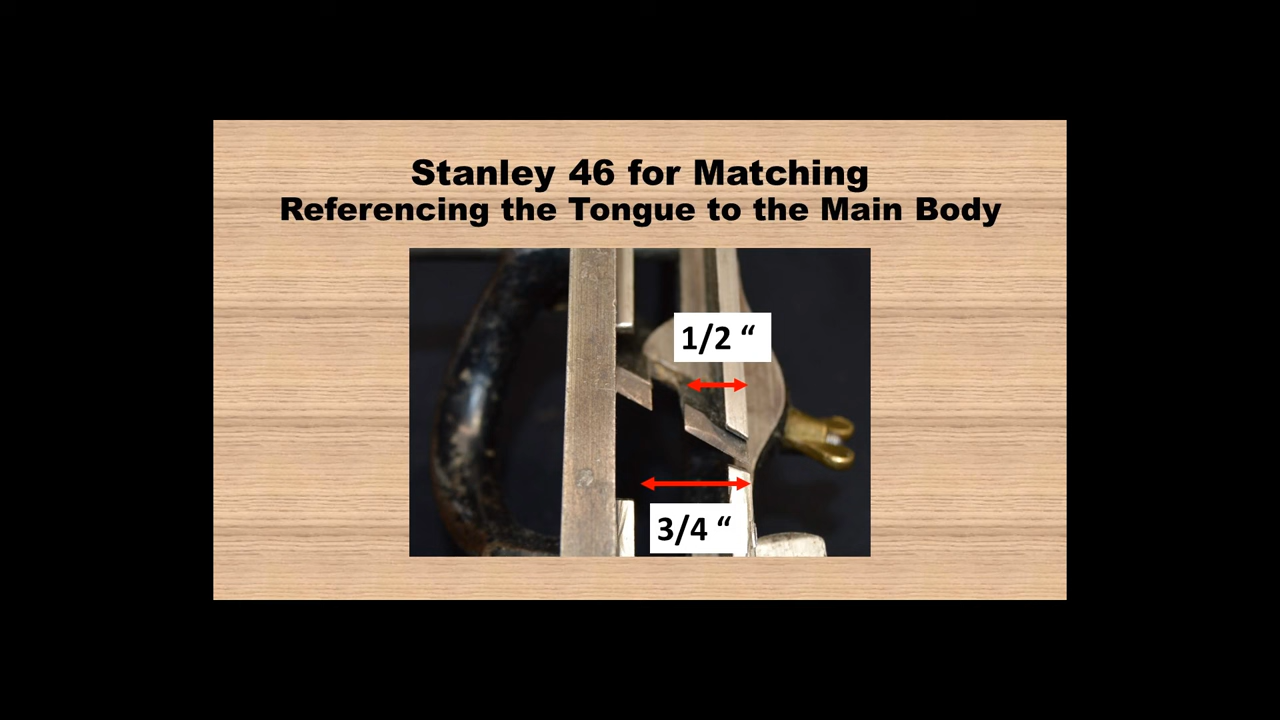 Stanley 46 for Matching
Referencing the Tongue to the Main Body
1/2 “
3/4 “